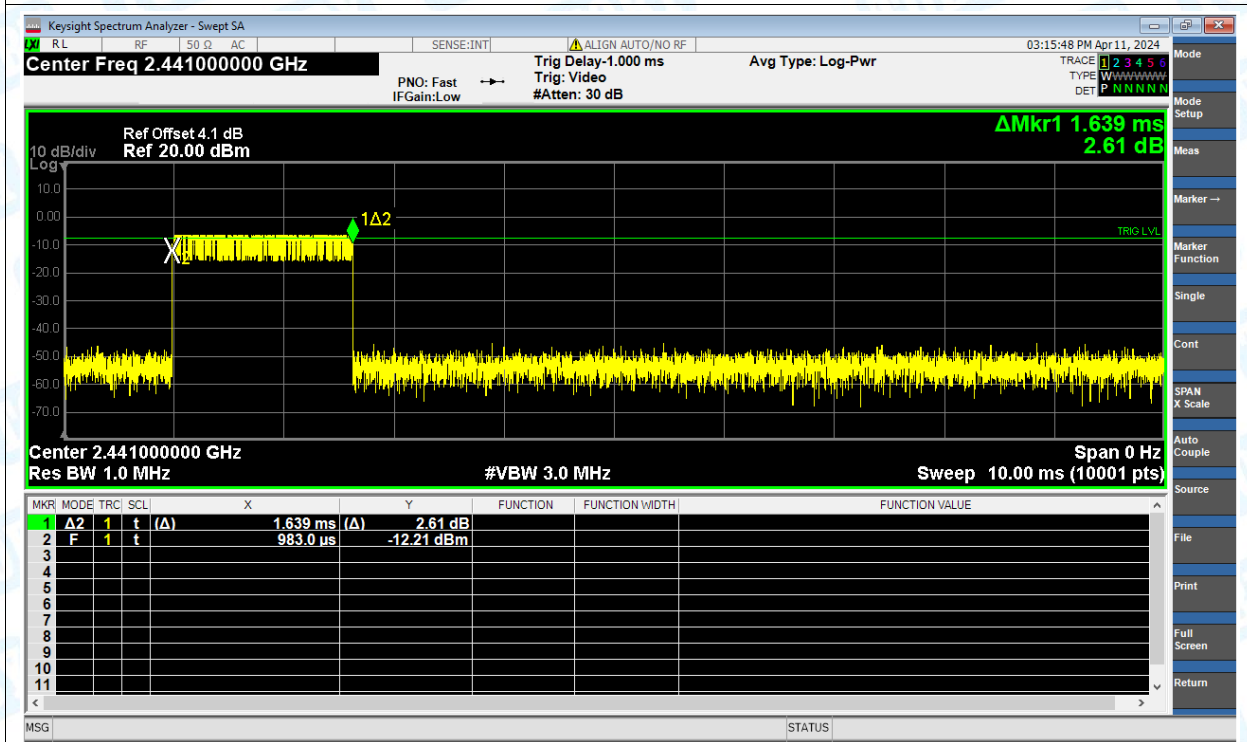 Keysight Spectrum Analyzer - Swept SA
LXI RL RF 50 Ω AC SENSE:INT ALIGN AUTO/NO RF 03:15:48 PM Apr 11, 2024
Center Freq 2.441000000 GHz
PNO: Fast
IFGain:Low
Trig Delay-1.000 ms
Trig: Video
#Atten: 30 dB
Avg Type: Log-Pwr
TRACE 1 2 3 4 5 6
TYPE WWWWWW
DET P N N N N N
ΔMkr1 1.639 ms
2.61 dB
Ref Offset 4.1 dB
10 dB/div Ref 20.00 dBm
Log
10.0
0.00
-10.0
-20.0
-30.0
-40.0
-50.0
-60.0
-70.0
1Δ2
2
TRIG LVL
Center 2.441000000 GHz Span 0 Hz
Res BW 1.0 MHz #VBW 3.0 MHz Sweep 10.00 ms (10001 pts)
MKR MODE TRC SCL X Y FUNCTION FUNCTION WIDTH FUNCTION VALUE
1 Δ2 1 t (Δ) 1.639 ms (Δ) 2.61 dB
2 F 1 t 983.0 µs -12.21 dBm
3
4
5
6
7
8
9
10
11
MSG STATUS
Mode
Mode
Setup
Meas
Marker →
Marker
Function
Single
Cont
SPAN
X Scale
Auto
Couple
Source
File
Print
Full
Screen
Return